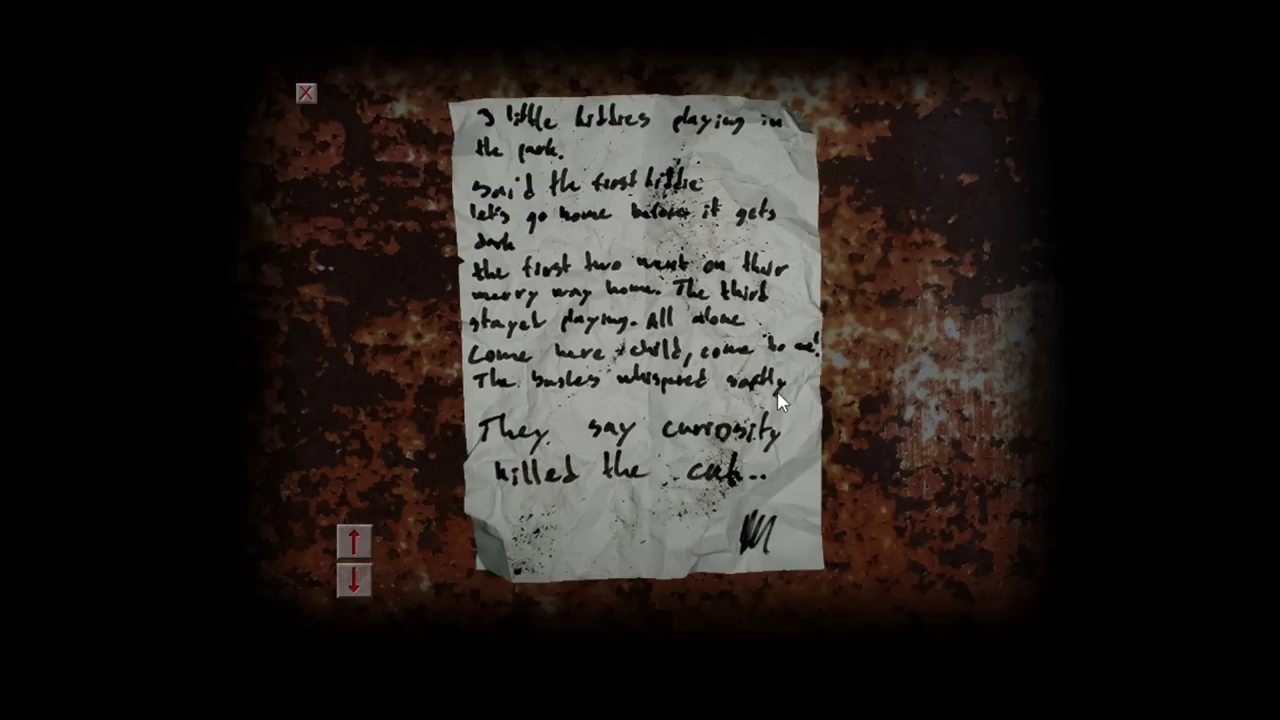 3 little kiddies playing in
the park.
Said the first kiddie
let's go home before it gets
dark
the first two went on their
merry way home. The third
stayed playing. All alone
Come here child, come to me!
The bushes whispered softly
They say curiosity
killed the cat..